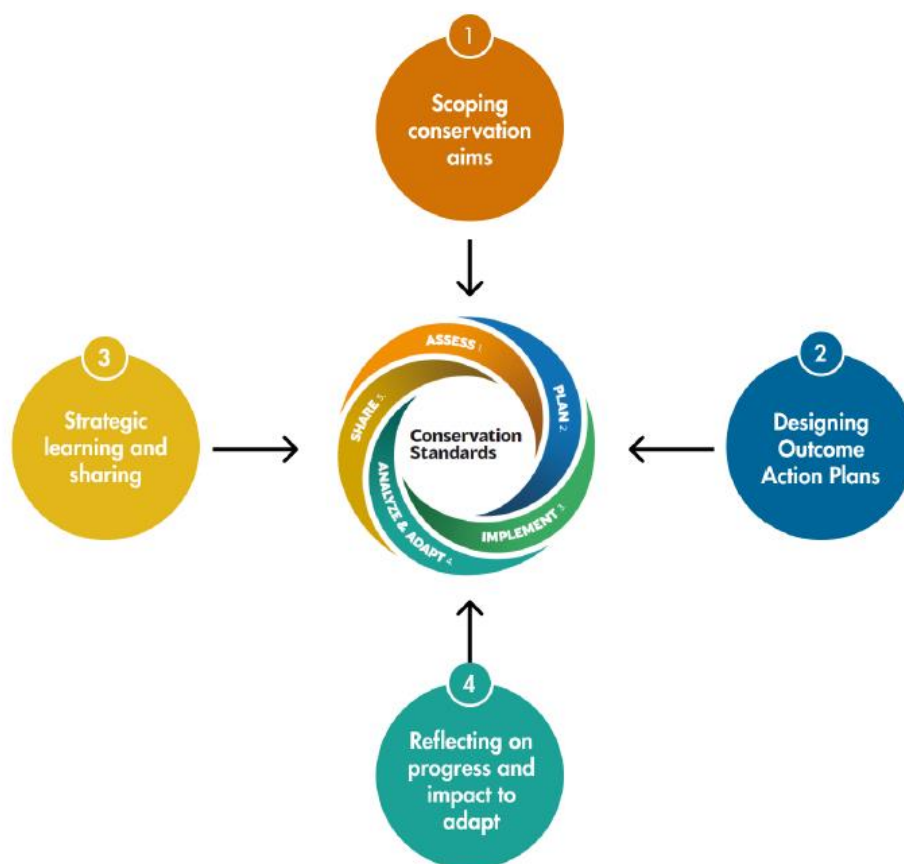 1
Scoping
conservation
aims
ASSESS 1.
PLAN 2.
IMPLEMENT 3.
ANALYZE & ADAPT 4.
SHARE 5.
Conservation
Standards
3
Strategic
learning and
sharing
2
Designing
Outcome
Action Plans
4
Reflecting on
progress and
impact to
adapt